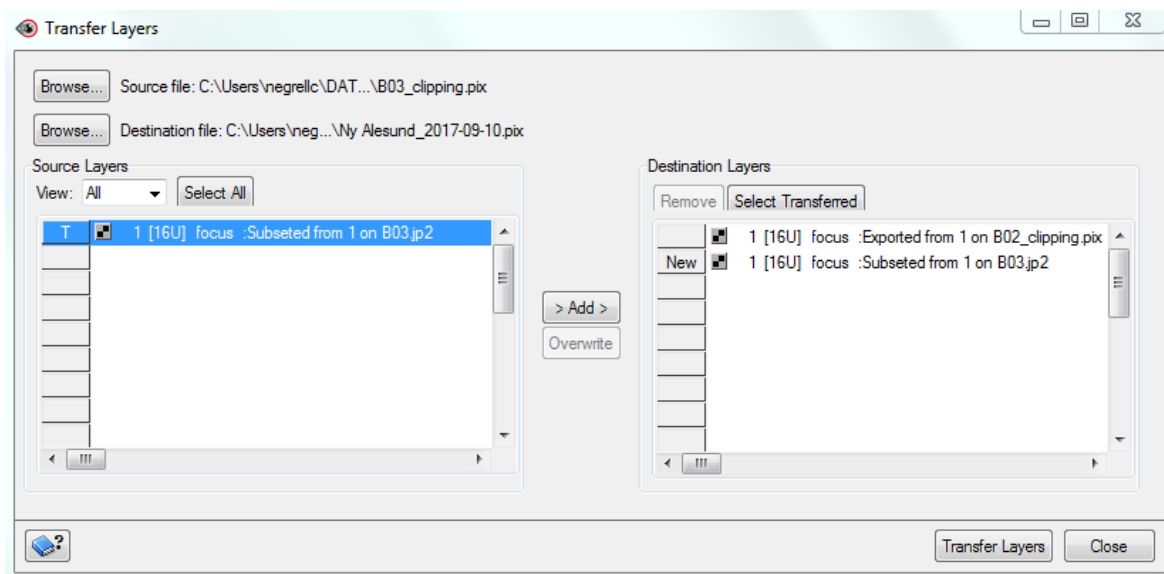 Transfer Layers
Browse... Source file: C:\Users\negrellc\DAT...\B03_clipping.pix
Browse... Destination file: C:\Users\neg...\Ny Alesund_2017-09-10.pix
Source Layers
View: All Select All
T 1 [16U] focus :Subseted from 1 on B03.jp2
> Add >
Overwrite
Destination Layers
Remove Select Transferred
1 [16U] focus :Exported from 1 on B02_clipping.pix
New 1 [16U] focus :Subseted from 1 on B03.jp2
? Transfer Layers Close